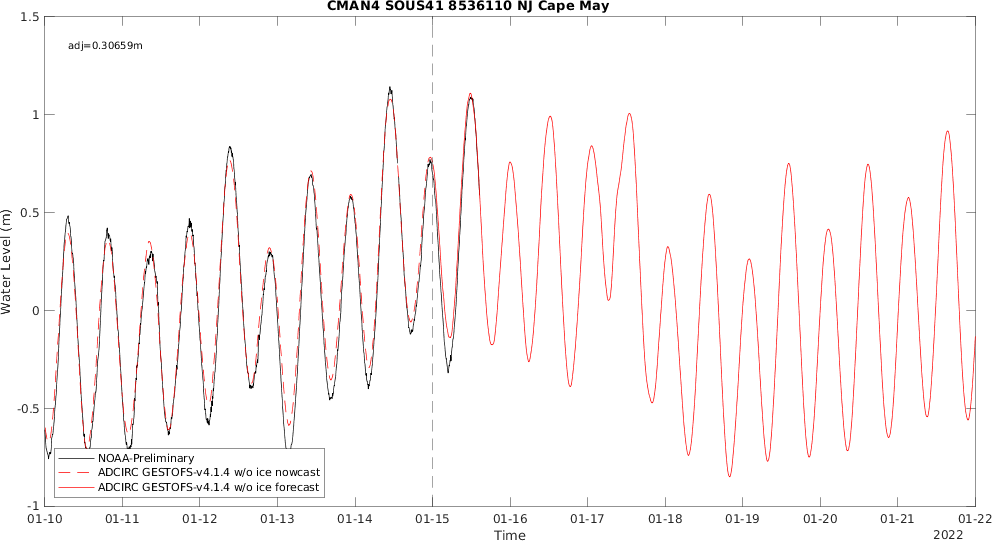 CMAN4 SOUS41 8536110 NJ Cape May
adj=0.30659m
Water Level (m)
1.5
1
0.5
0
-0.5
-1
NOAA-Preliminary
ADCIRC GESTOFS-v4.1.4 w/o ice nowcast
ADCIRC GESTOFS-v4.1.4 w/o ice forecast
01-10 01-11 01-12 01-13 01-14 01-15 01-16 01-17 01-18 01-19 01-20 01-21 01-22
Time
2022